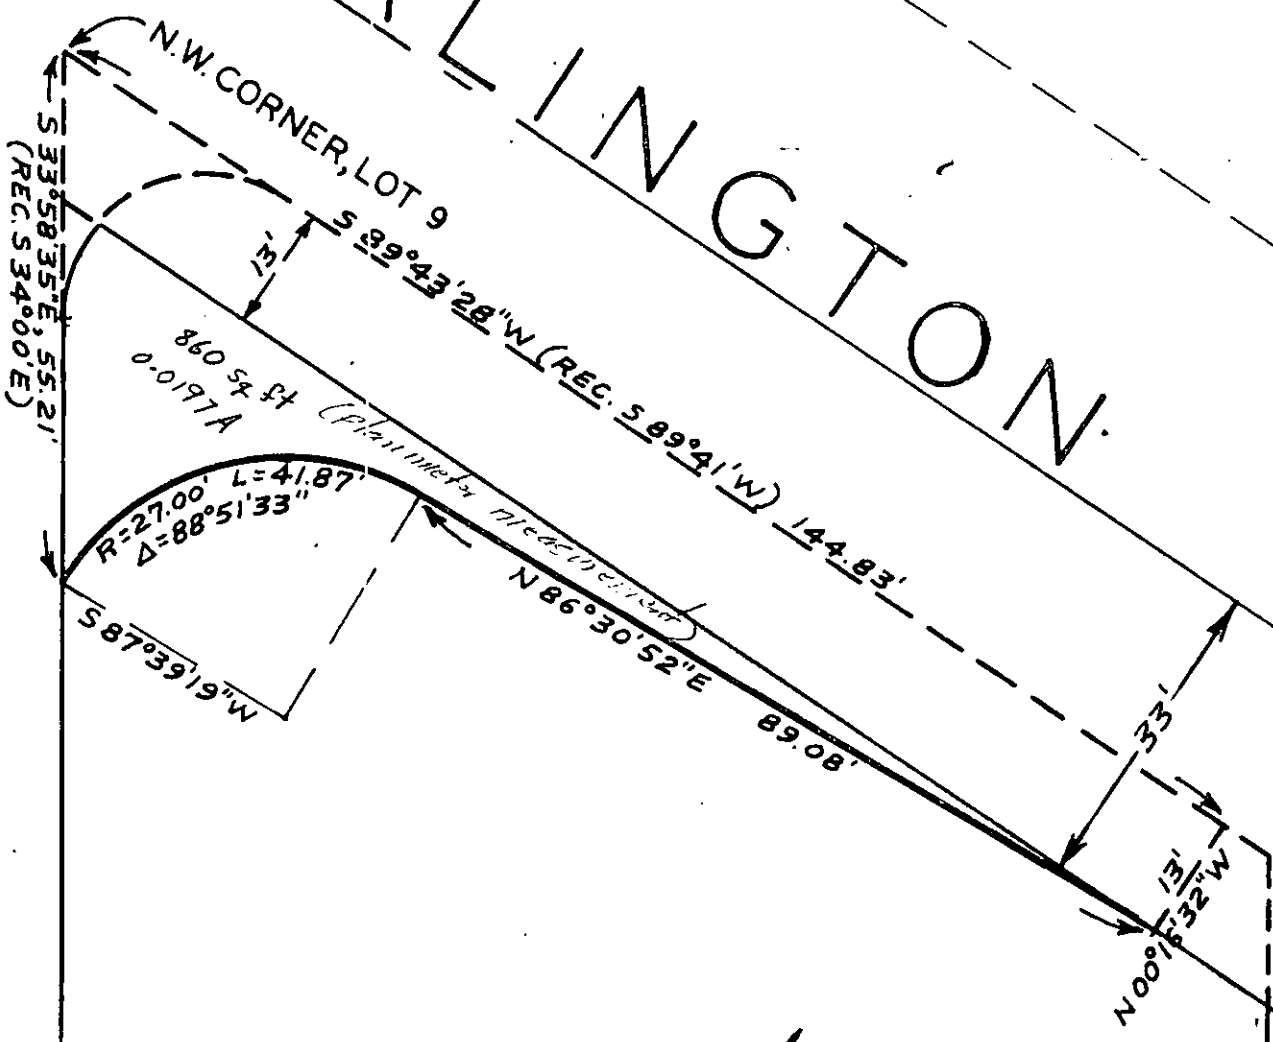 LINGTON
N.W. CORNER, LOT 9
S 33°58'35"E, 55.21'
(REC. S 34°00'E)
13'
S 89°43'28"W (REC. S 89°41'W) 144.83'
860 sq ft (Planimeter measurement)
0.0197A
R=27.00' L=41.87'
Δ=88°51'33"
S 87°39'19"W
N 86°30'52"E 89.08'
33'
13'
N 00°16'32"W